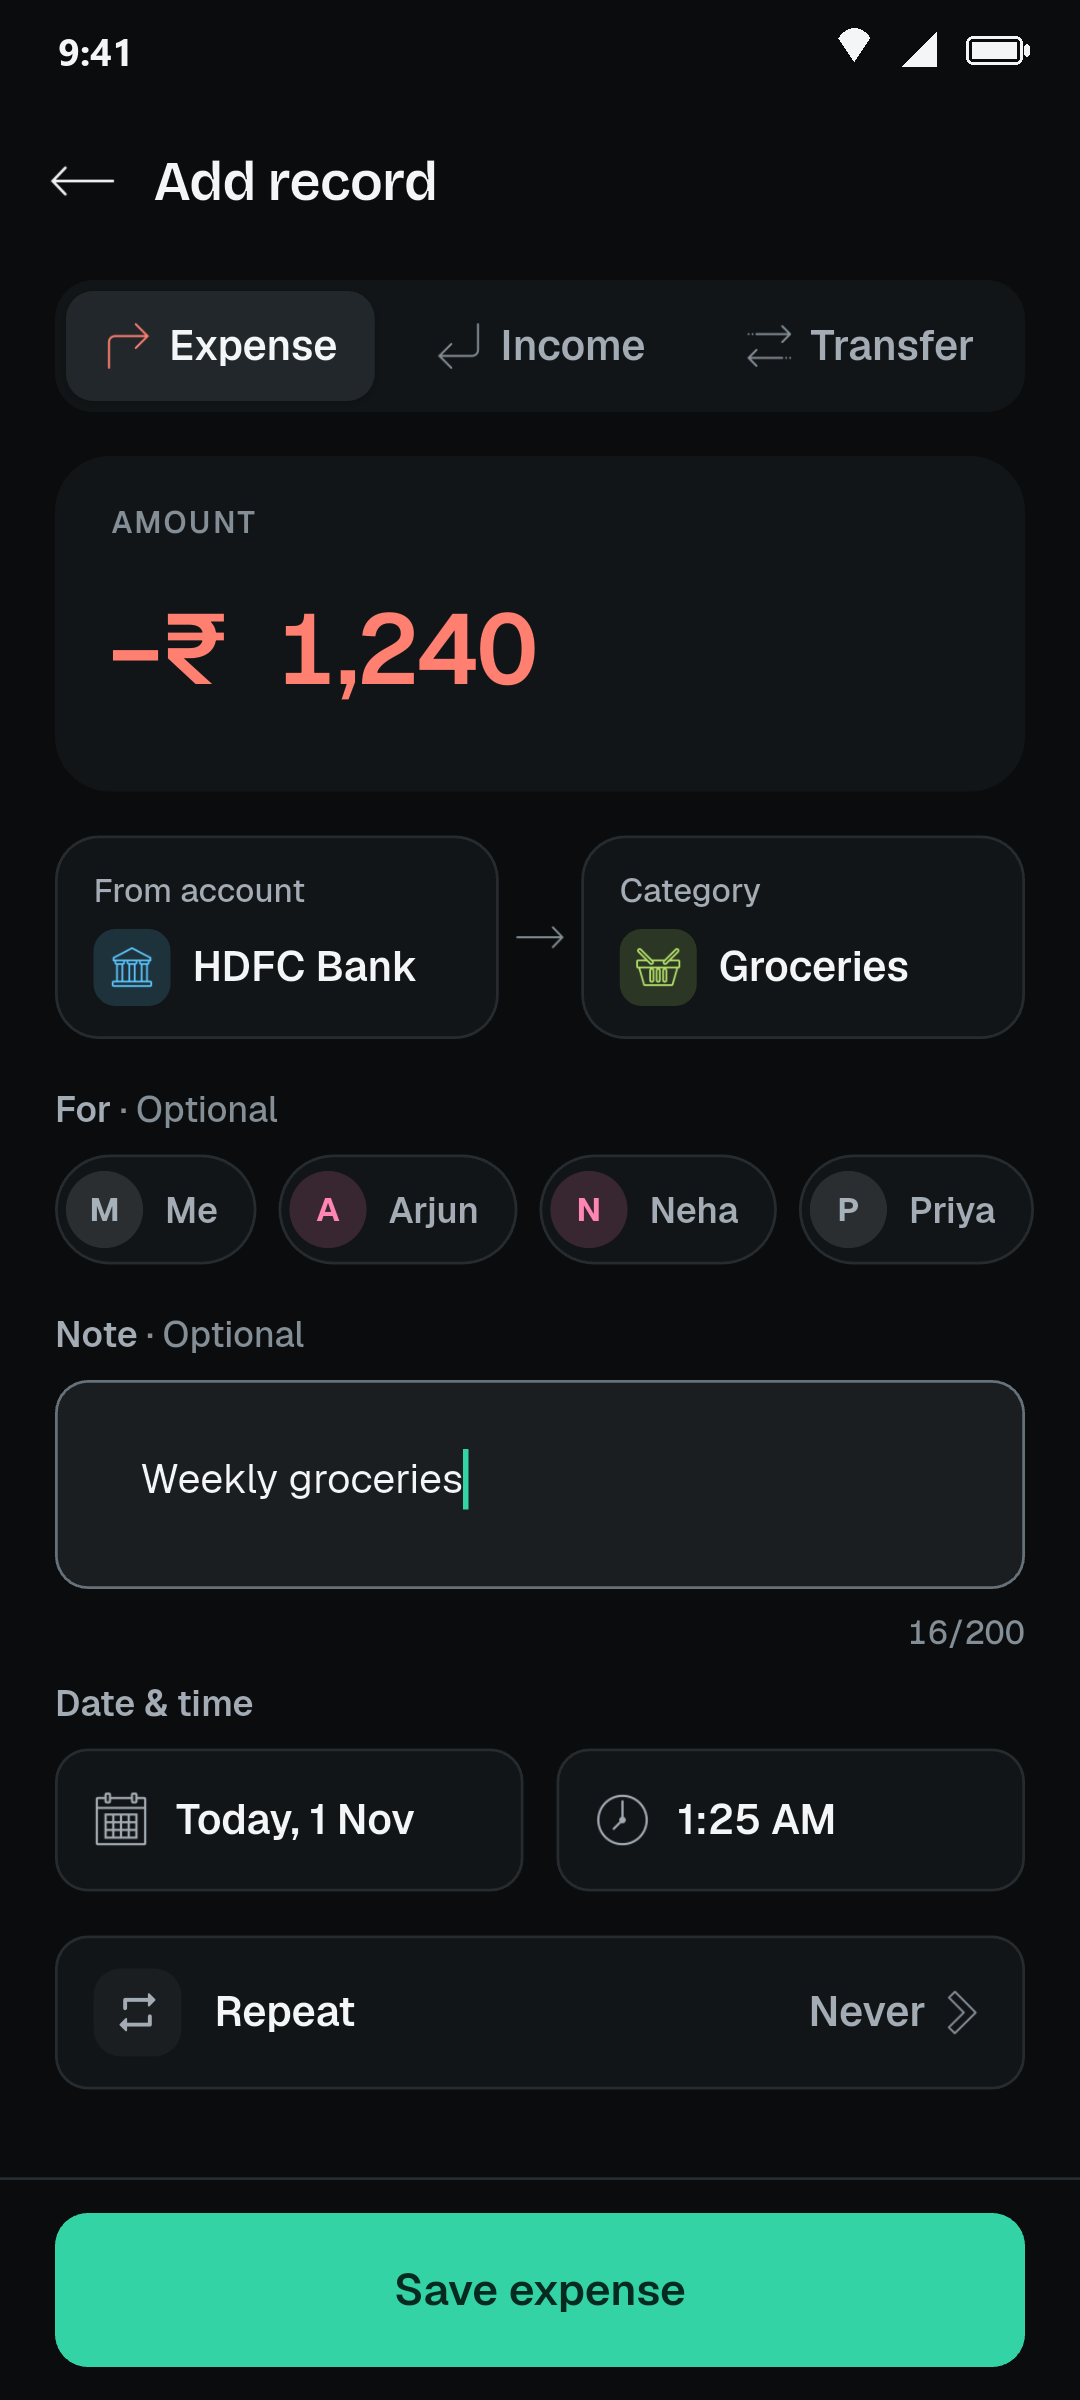 9:41
Add record
Expense Income Transfer
AMOUNT
–₹ 1,240
From account
HDFC Bank
Category
Groceries
For · Optional
M Me A Arjun N Neha P Priya
Note · Optional
Weekly groceries
16/200
Date & time
Today, 1 Nov 1:25 AM
Repeat Never
Save expense